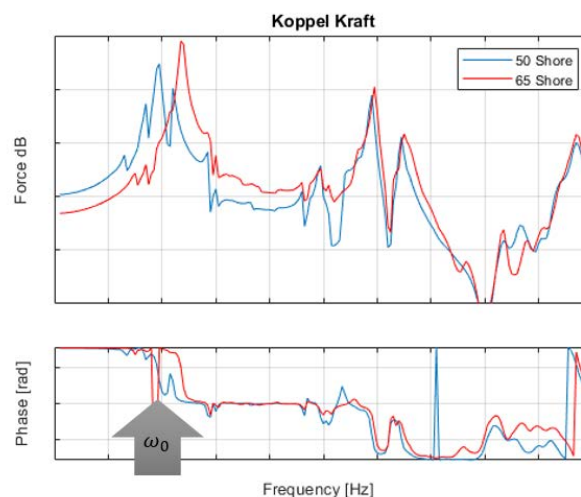 Koppel Kraft
50 Shore
65 Shore
Force dB
Phase [rad]
ω₀
Frequency [Hz]